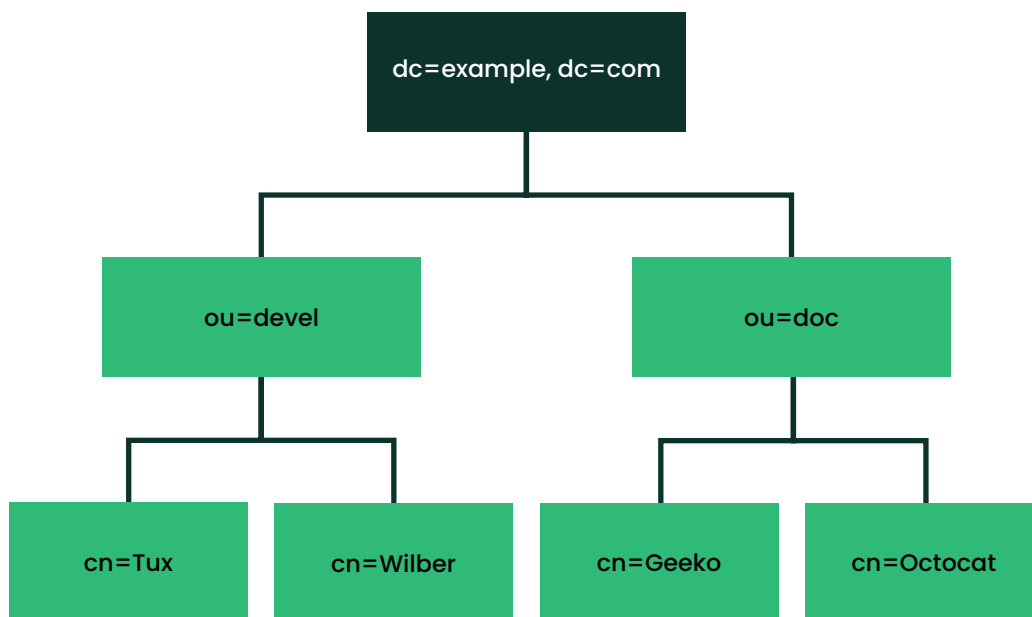 dc=example, dc=com
ou=devel
ou=doc
cn=Tux
cn=Wilber
cn=Geeko
cn=Octocat